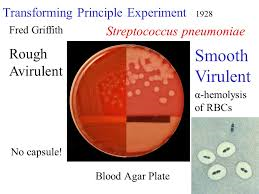 Transforming Principle Experiment 1928
Fred Griffith
Streptococcus pneumoniae
Rough
Avirulent
Smooth
Virulent
α-hemolysis
of RBCs
No capsule!
Blood Agar Plate